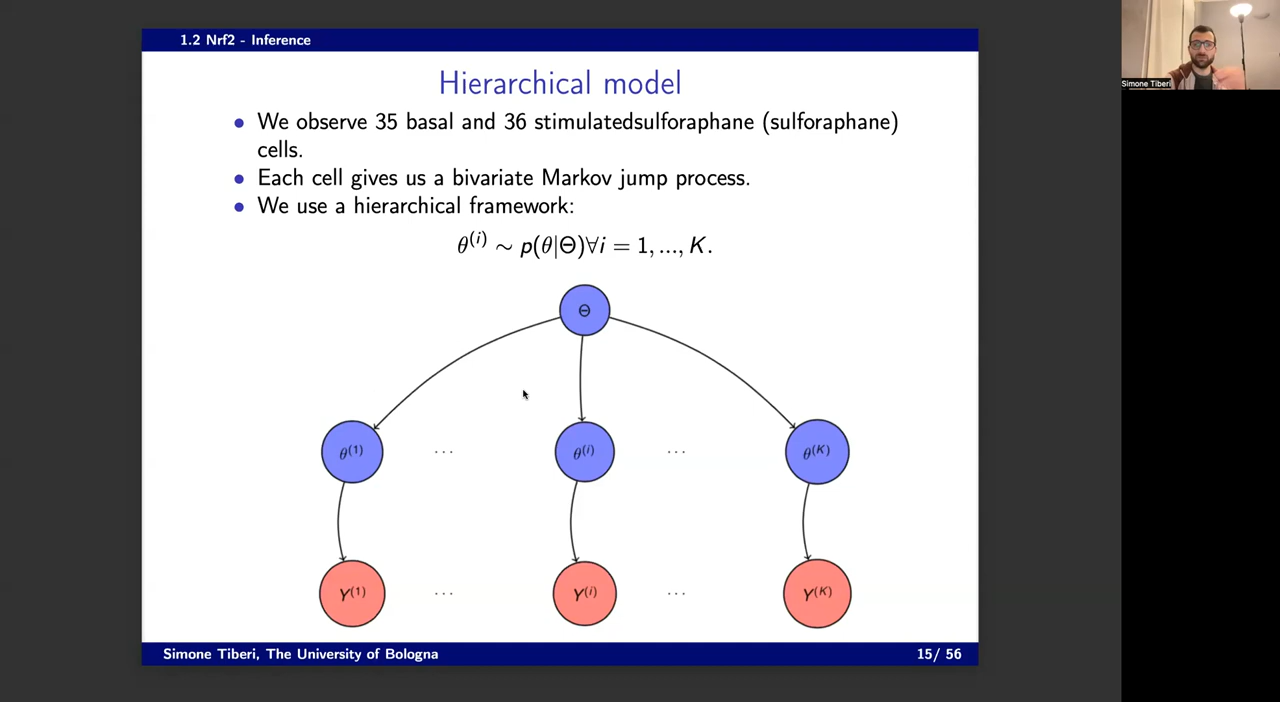 1.2 Nrf2 - Inference
Hierarchical model
Simone Tiberi
• We observe 35 basal and 36 stimulatedsulforaphane (sulforaphane)
cells.
• Each cell gives us a bivariate Markov jump process.
• We use a hierarchical framework:
θ^(i) ∼ p(θ|Θ)∀i = 1, ..., K.
Θ
θ^(1) ... θ^(i) ... θ^(K)
Y^(1) ... Y^(i) ... Y^(K)
Simone Tiberi, The University of Bologna 15/ 56